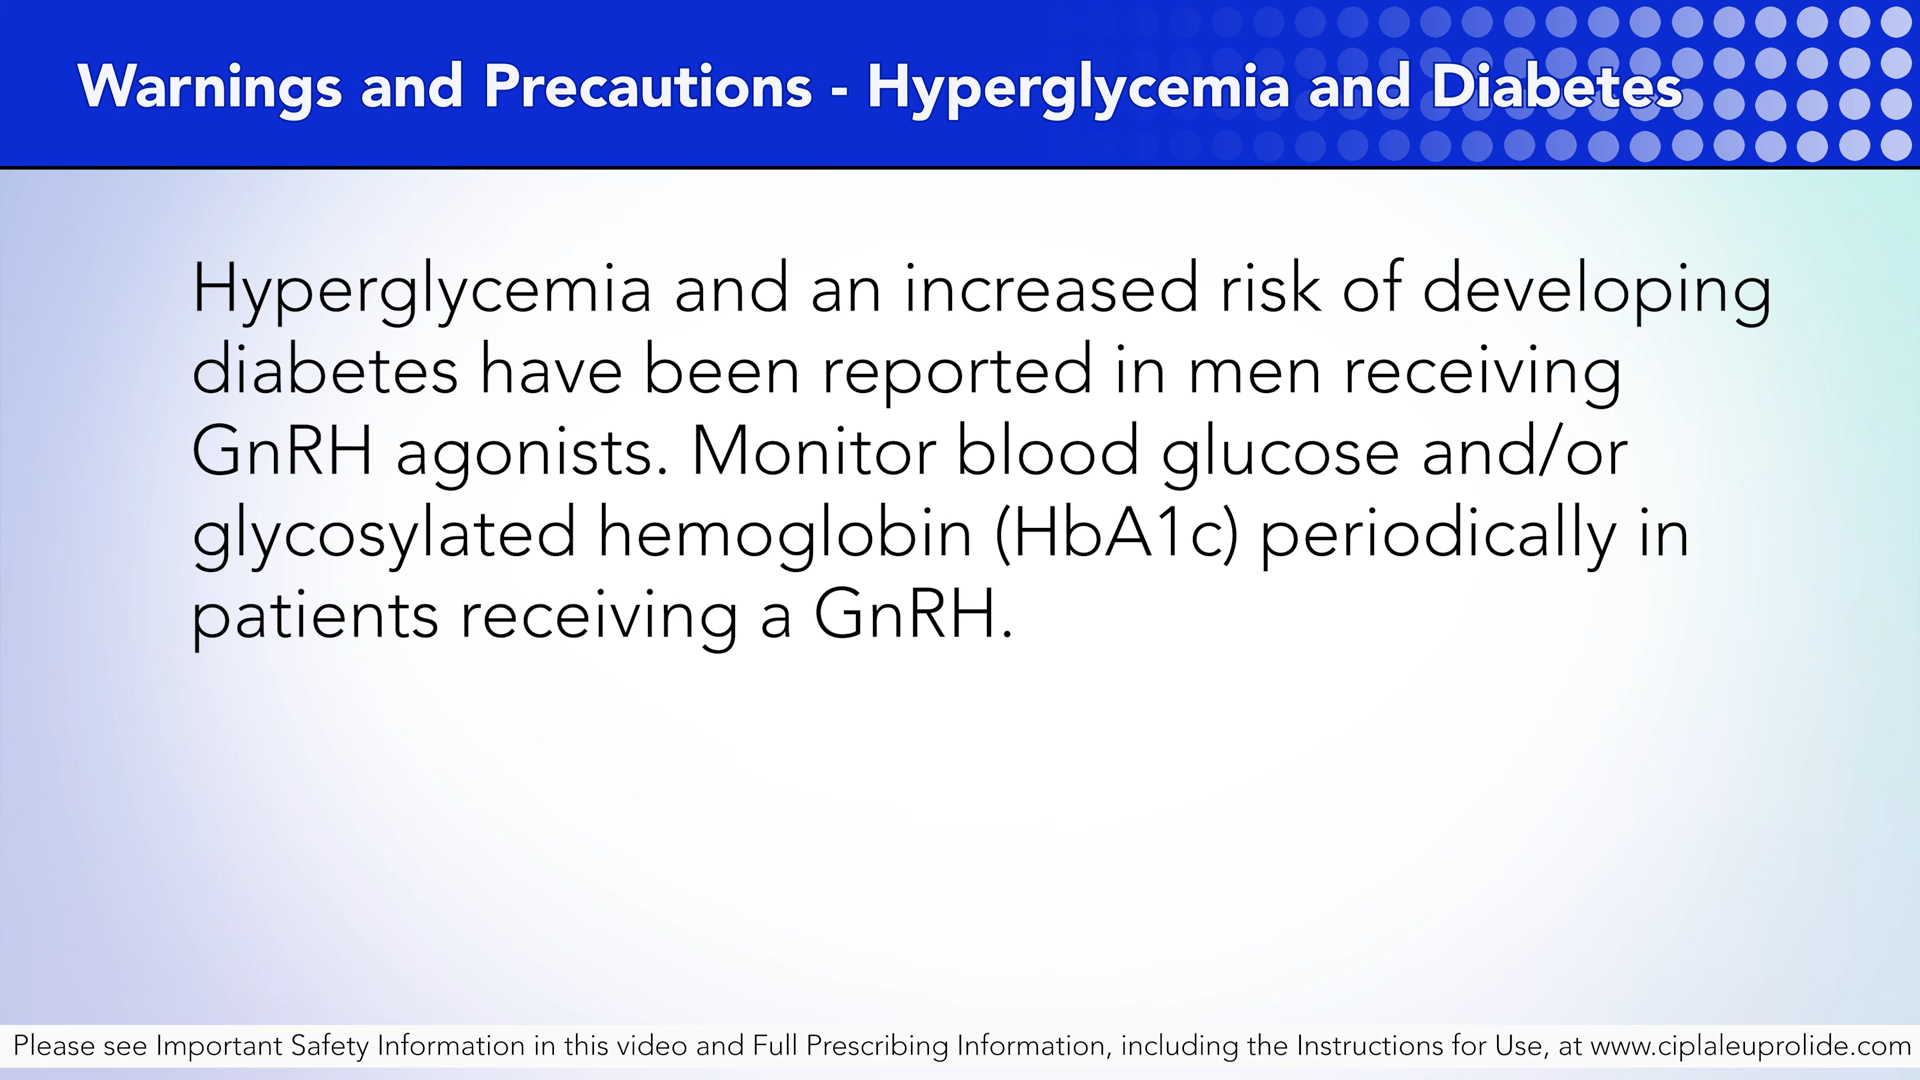 Warnings and Precautions - Hyperglycemia and Diabetes
Hyperglycemia and an increased risk of developing
diabetes have been reported in men receiving
GnRH agonists. Monitor blood glucose and/or
glycosylated hemoglobin (HbA1c) periodically in
patients receiving a GnRH.
Please see Important Safety Information in this video and Full Prescribing Information, including the Instructions for Use, at www.ciplaleuprolide.com